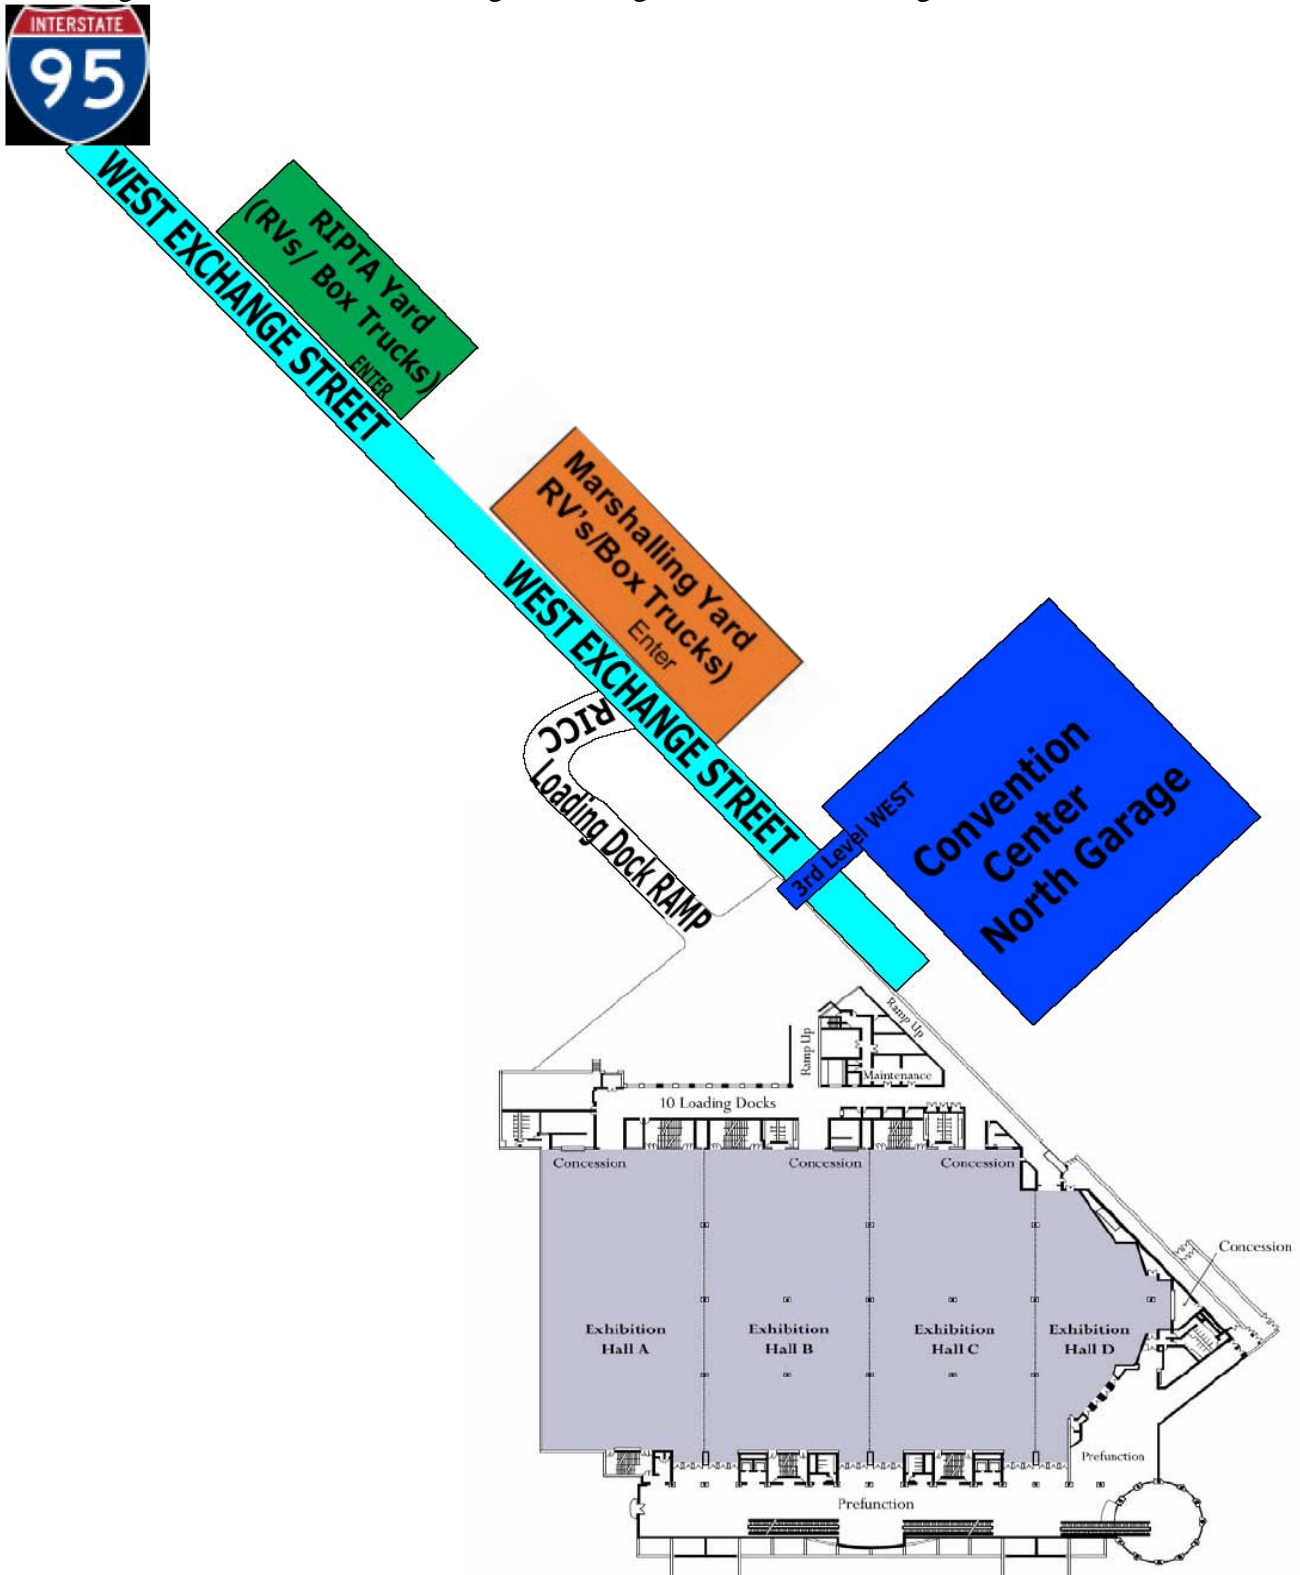 INTERSTATE
95
WEST EXCHANGE STREET
RIPTA Yard
(RVs/ Box Trucks)
ENTER
Marshalling Yard
RV's/Box Trucks)
Enter
WEST EXCHANGE STREET
RICC
Loading Dock RAMP
3rd Level WEST
Convention
Center
North Garage
Ramp Up
Ramp Up
Maintenance
10 Loading Docks
Concession
Concession
Concession
Concession
Exhibition
Hall A
Exhibition
Hall B
Exhibition
Hall C
Exhibition
Hall D
Prefunction
Prefunction